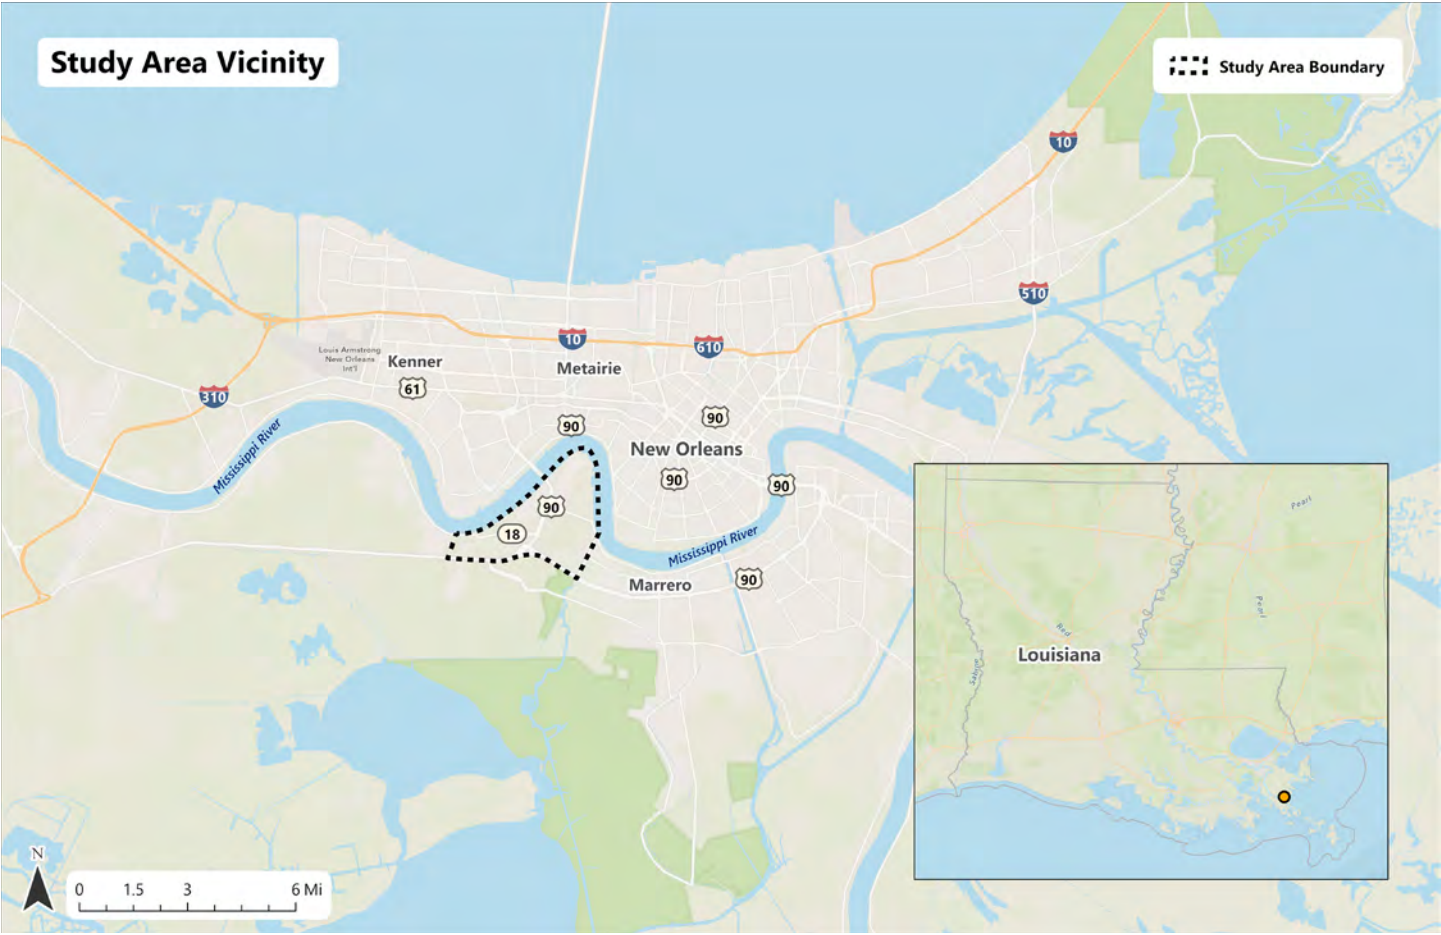 Study Area Vicinity
Study Area Boundary
10
510
10
610
Louis Armstrong
New Orleans
Int'l
Kenner
61
Metairie
310
90
90
Mississippi River
New Orleans
90
90
90
18
Mississippi River
Marrero
90
Pearl
Pearl
Red
Louisiana
Sabine
N
0 1.5 3 6 Mi